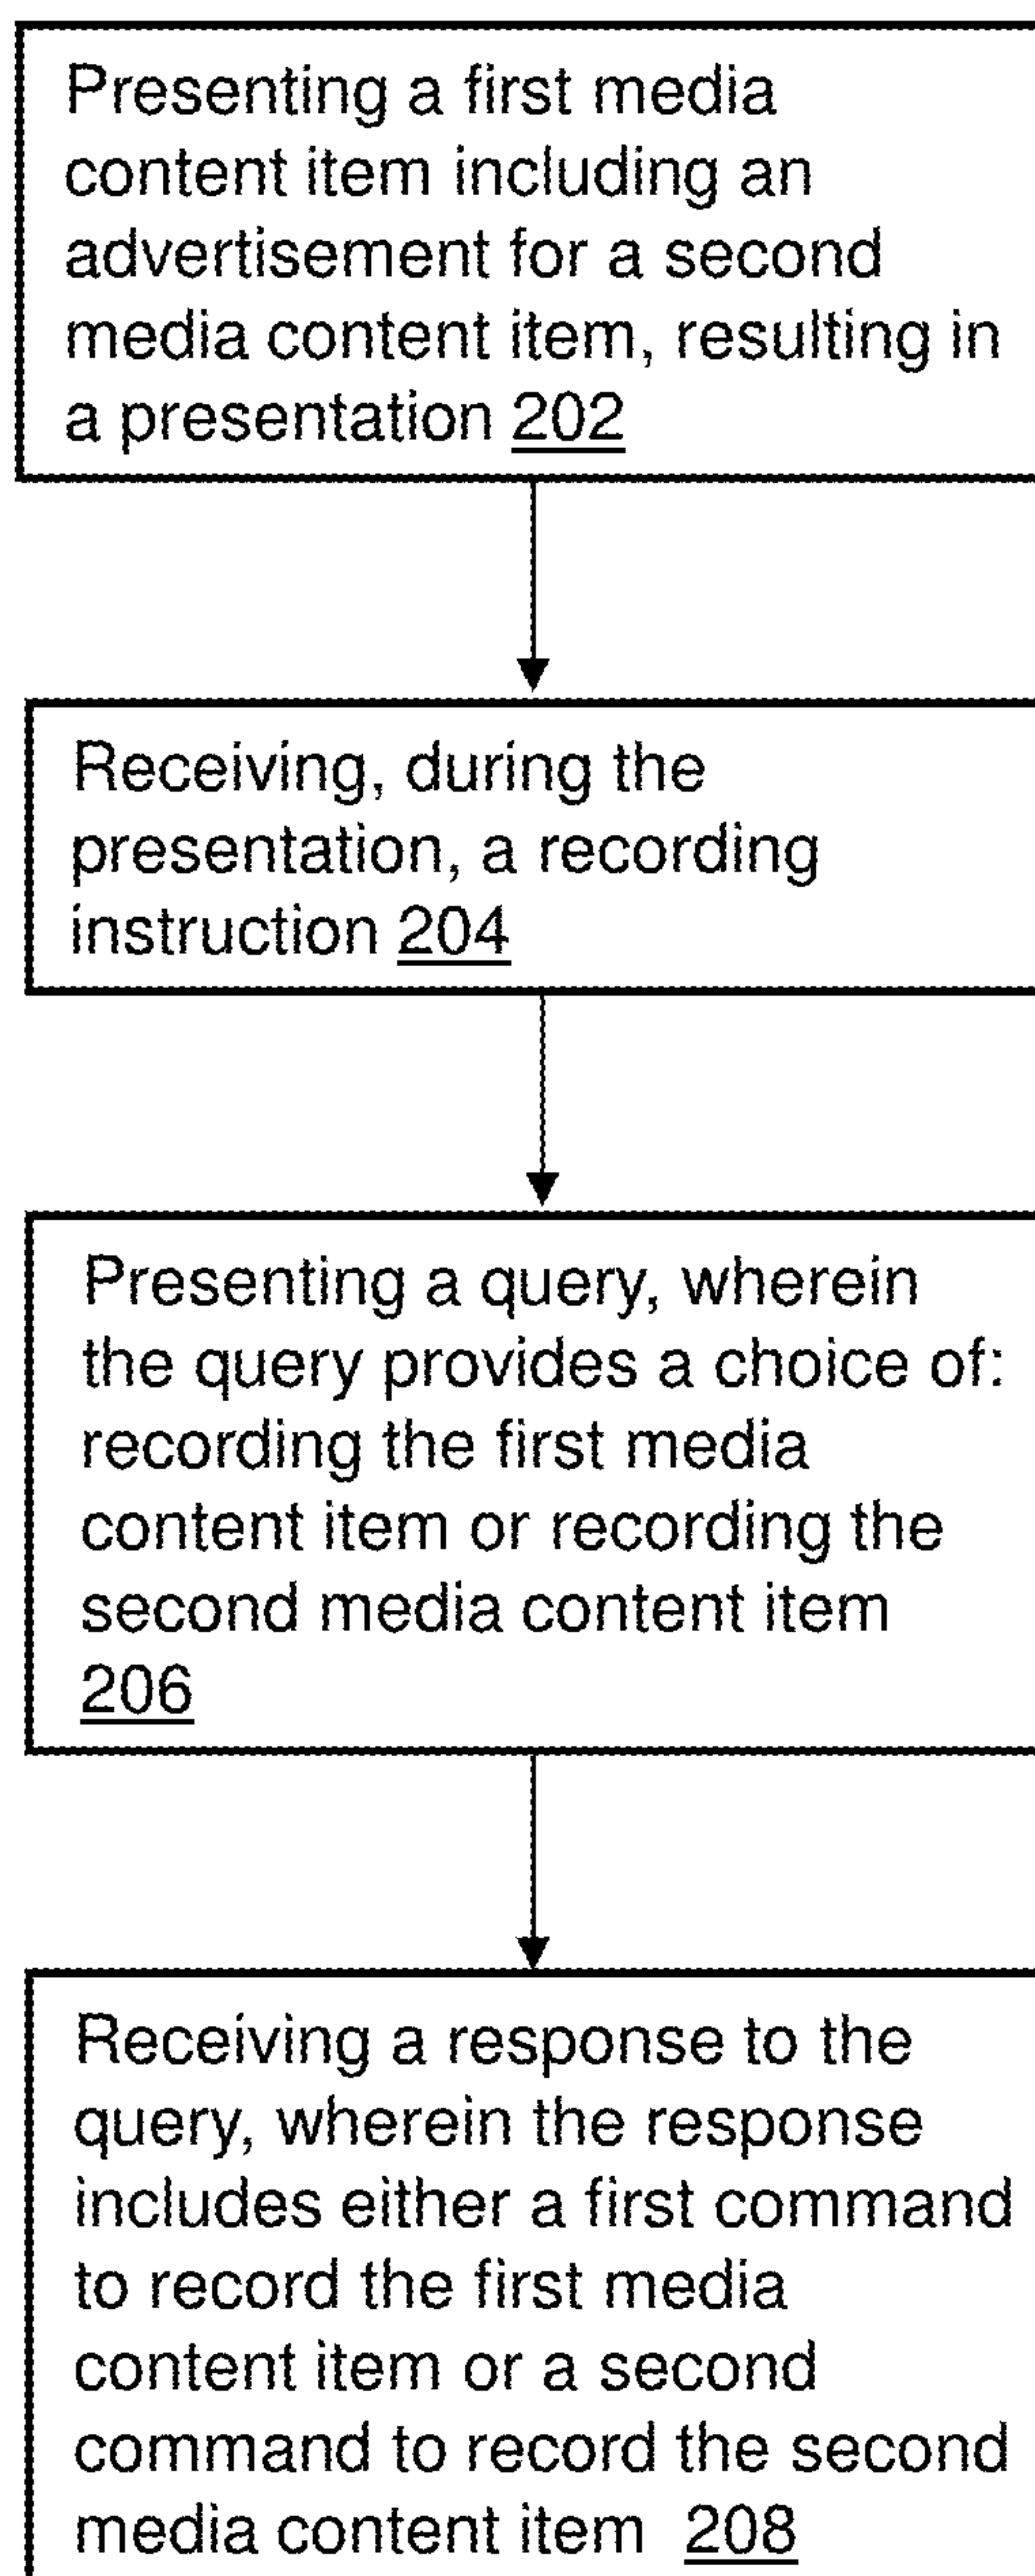 Presenting a first media
content item including an
advertisement for a second
media content item, resulting in
a presentation 202
Receiving, during the
presentation, a recording
instruction 204
Presenting a query, wherein
the query provides a choice of:
recording the first media
content item or recording the
second media content item
206
Receiving a response to the
query, wherein the response
includes either a first command
to record the first media
content item or a second
command to record the second
media content item 208